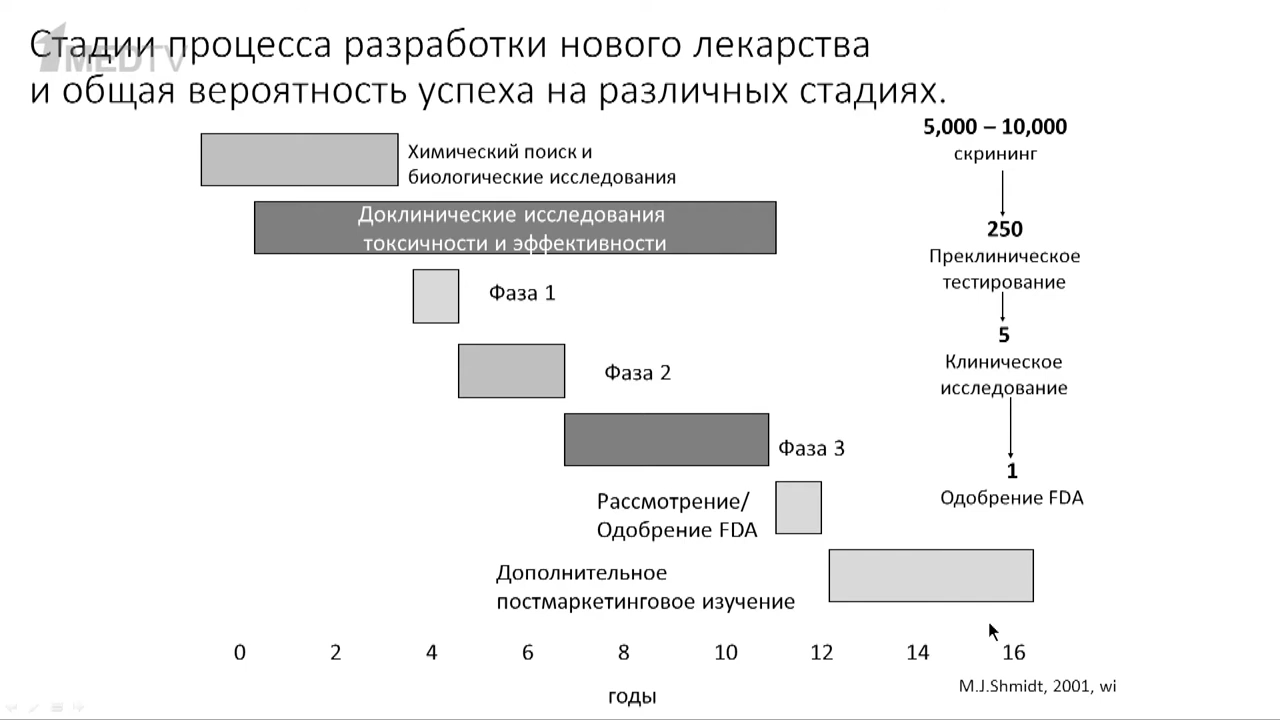 Стадии процесса разработки нового лекарства
и общая вероятность успеха на различных стадиях.
1MEDTV
5,000 – 10,000
скрининг
Химический поиск и
биологические исследования
Доклинические исследования
токсичности и эффективности
250
Преклиническое
тестирование
Фаза 1
5
Клиническое
исследование
Фаза 2
Фаза 3
1
Одобрение FDA
Рассмотрение/
Одобрение FDA
Дополнительное
постмаркетинговое изучение
0 2 4 6 8 10 12 14 16
годы
M.J.Shmidt, 2001, wi